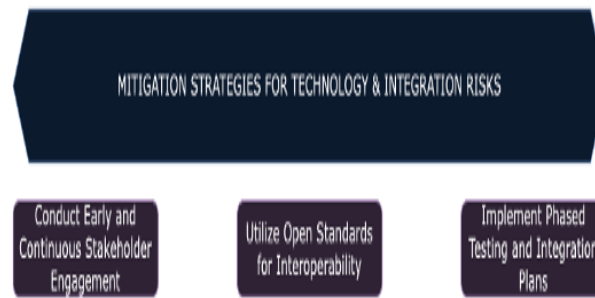 MITIGATION STRATEGIES FOR TECHNOLOGY & INTEGRATION RISKS
Conduct Early and
Continuous Stakeholder
Engagement
Utilize Open Standards
for Interoperability
Implement Phased
Testing and Integration
Plans